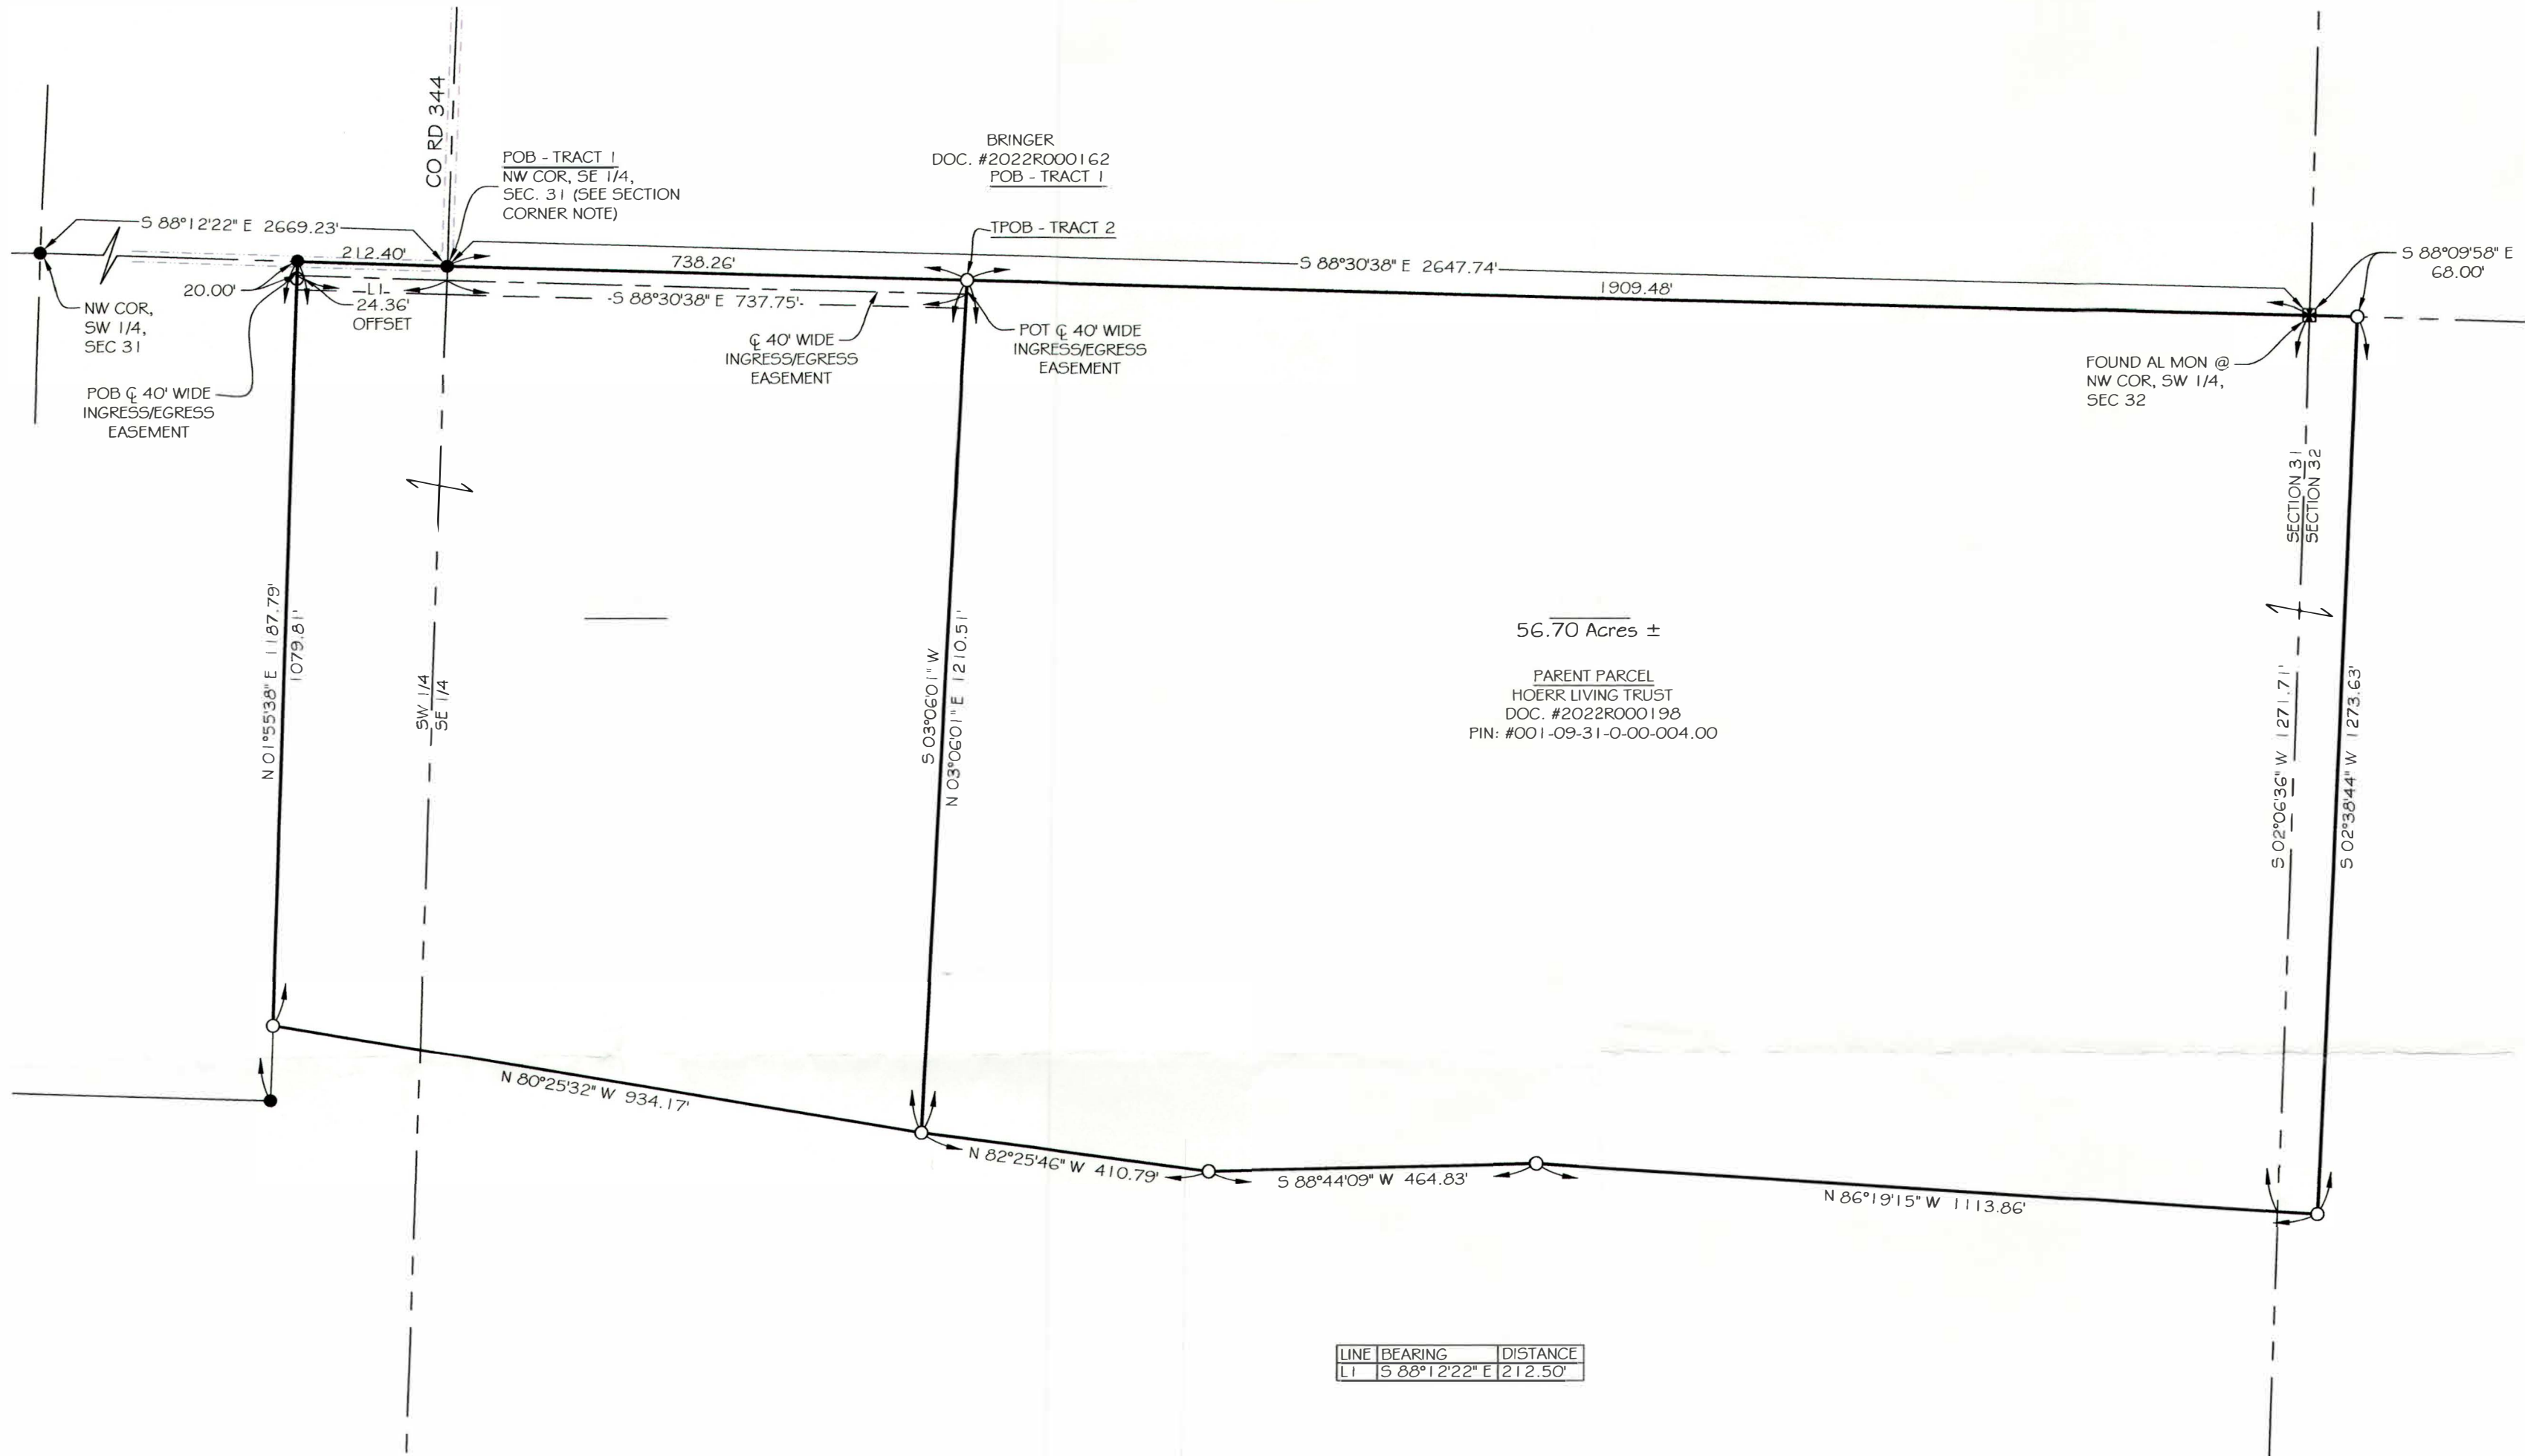 CO RD 344
BRINGER
DOC. #2022R000162
POB - TRACT 1
POB - TRACT 1
NW COR, SE 1/4,
SEC. 31 (SEE SECTION
CORNER NOTE)
S 88°12'22" E 2669.23'
TPOB - TRACT 2
S 88°09'58" E
68.00'
212.40'
738.26'
S 88°30'38" E 2647.74'
1909.48'
20.00'
L1
24.36'
OFFSET
S 88°30'38" E 737.75'
NW COR,
SW 1/4,
SEC 31
℄ 40' WIDE
INGRESS/EGRESS
EASEMENT
POT ℄ 40' WIDE
INGRESS/EGRESS
EASEMENT
FOUND AL MON @
NW COR, SW 1/4,
SEC 32
POB ℄ 40' WIDE
INGRESS/EGRESS
EASEMENT
SECTION 31
SECTION 32
N 01°55'38" E 1187.79'
1079.81'
SW 1/4
SE 1/4
S 03°06'01" W
N 03°06'01" E 1210.51'
56.70 Acres ±
PARENT PARCEL
HOERR LIVING TRUST
DOC. #2022R000198
PIN: #001-09-31-0-00-004.00
S 02°06'36" W 1271.71'
S 02°38'44" W 1273.63'
N 80°25'32" W 934.17'
N 82°25'46" W 410.79'
S 88°44'09" W 464.83'
N 86°19'15" W 1113.86'
LINE BEARING DISTANCE
L1 S 88°12'22" E 212.50'